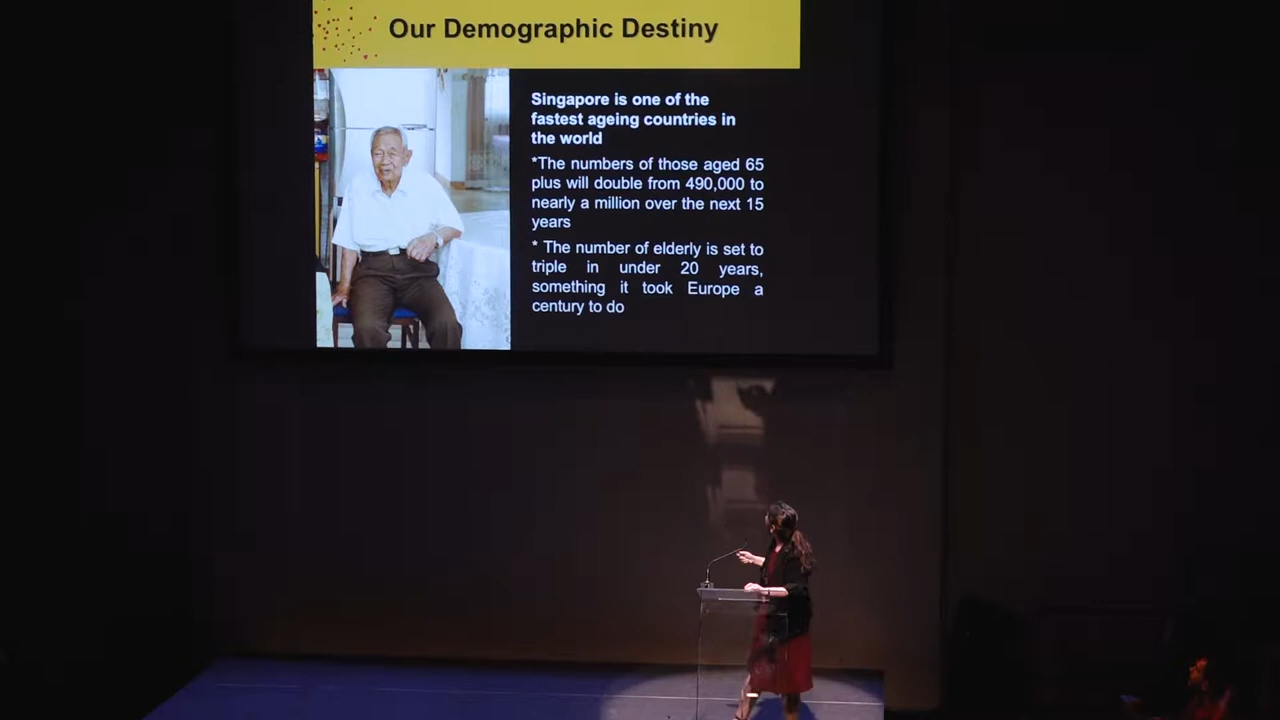 Our Demographic Destiny
Singapore is one of the
fastest ageing countries in
the world
*The numbers of those aged 65
plus will double from 490,000 to
nearly a million over the next 15
years
* The number of elderly is set to
triple in under 20 years,
something it took Europe a
century to do